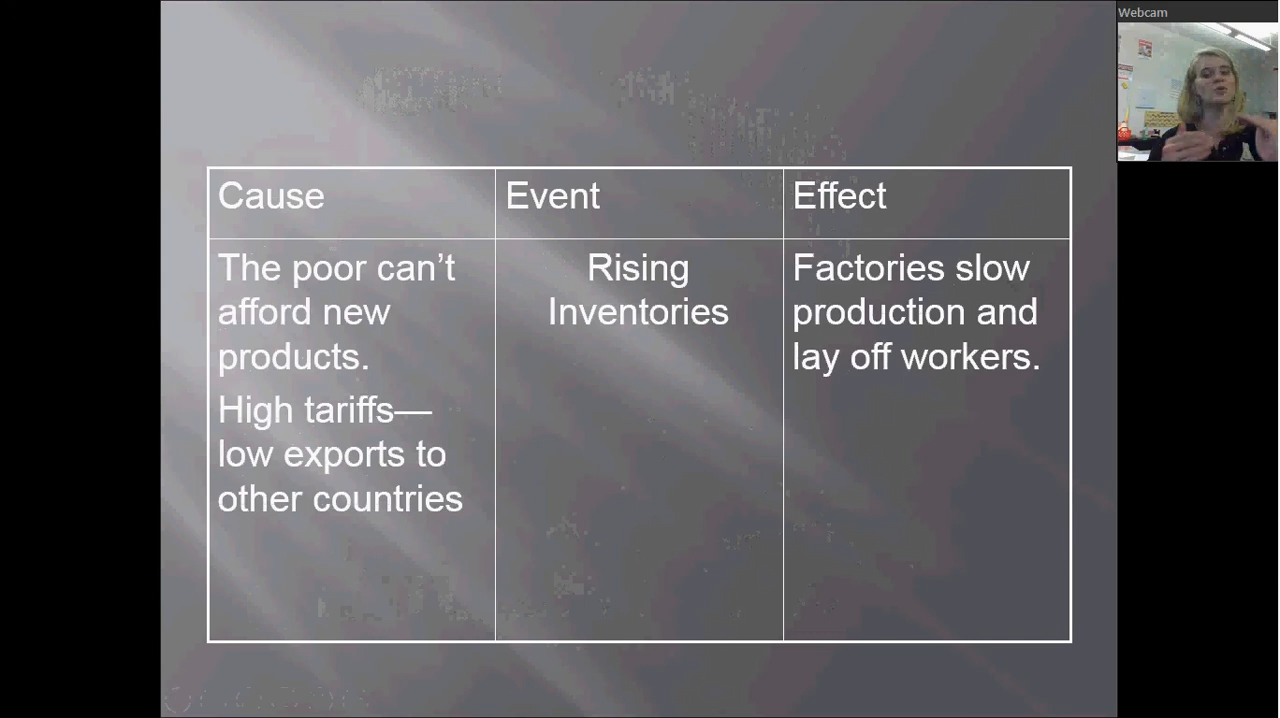 Webcam
Cause
Event
Effect
The poor can’t
afford new
products.
High tariffs—
low exports to
other countries
Rising
Inventories
Factories slow
production and
lay off workers.